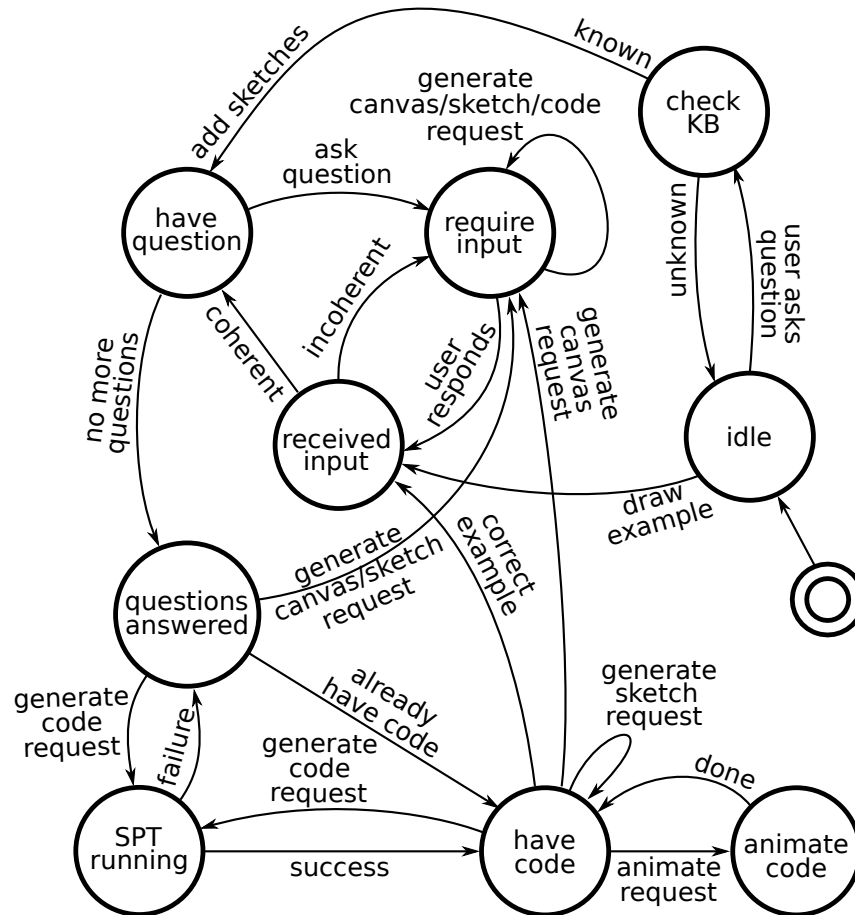 known
add sketches
generate
canvas/sketch/code
request
check
KB
ask
question
have
question
require
input
unknown
user asks
question
incoherent
coherent
user
responds
generate
canvas
request
no more
questions
received
input
idle
draw
example
correct
example
generate
canvas/sketch
request
questions
answered
already
have code
generate
sketch
request
generate
code
request
failure
generate
code
request
done
SPT
running
success
have
code
animate
request
animate
code